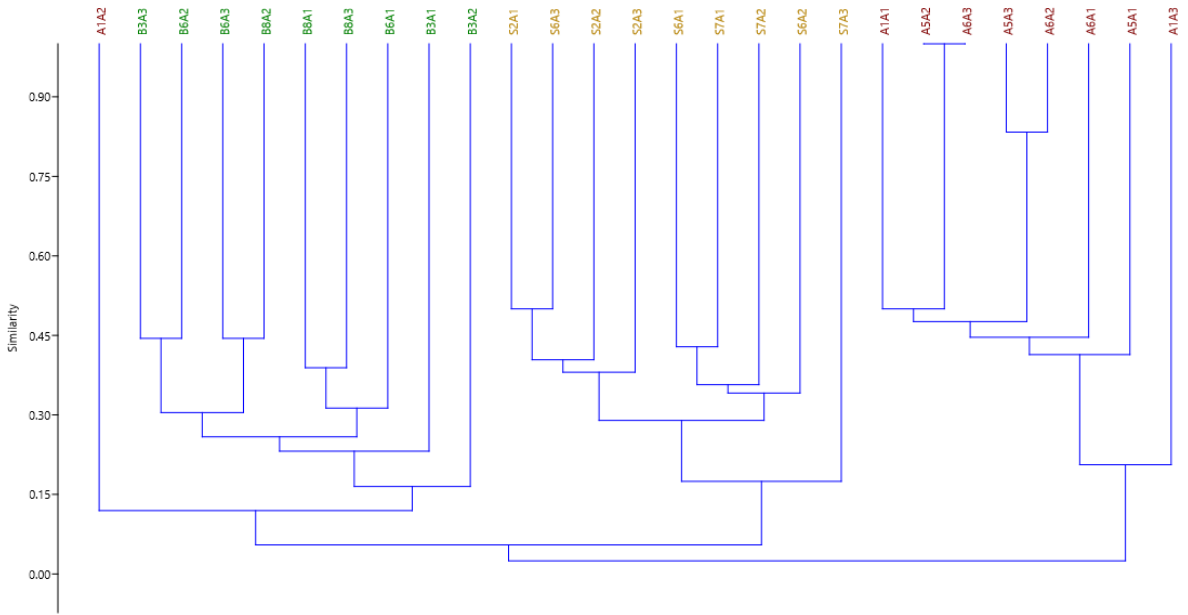 A1A2
B3A3
B6A2
B6A3
B8A2
B8A1
B8A3
B6A1
B3A1
B3A2
S2A1
S6A3
S2A2
S2A3
S6A1
S7A1
S7A2
S6A2
S7A3
A1A1
A5A2
A6A3
A5A3
A6A2
A6A1
A5A1
A1A3
0.90
0.75
0.60
0.45
0.30
0.15
0.00
Similarity